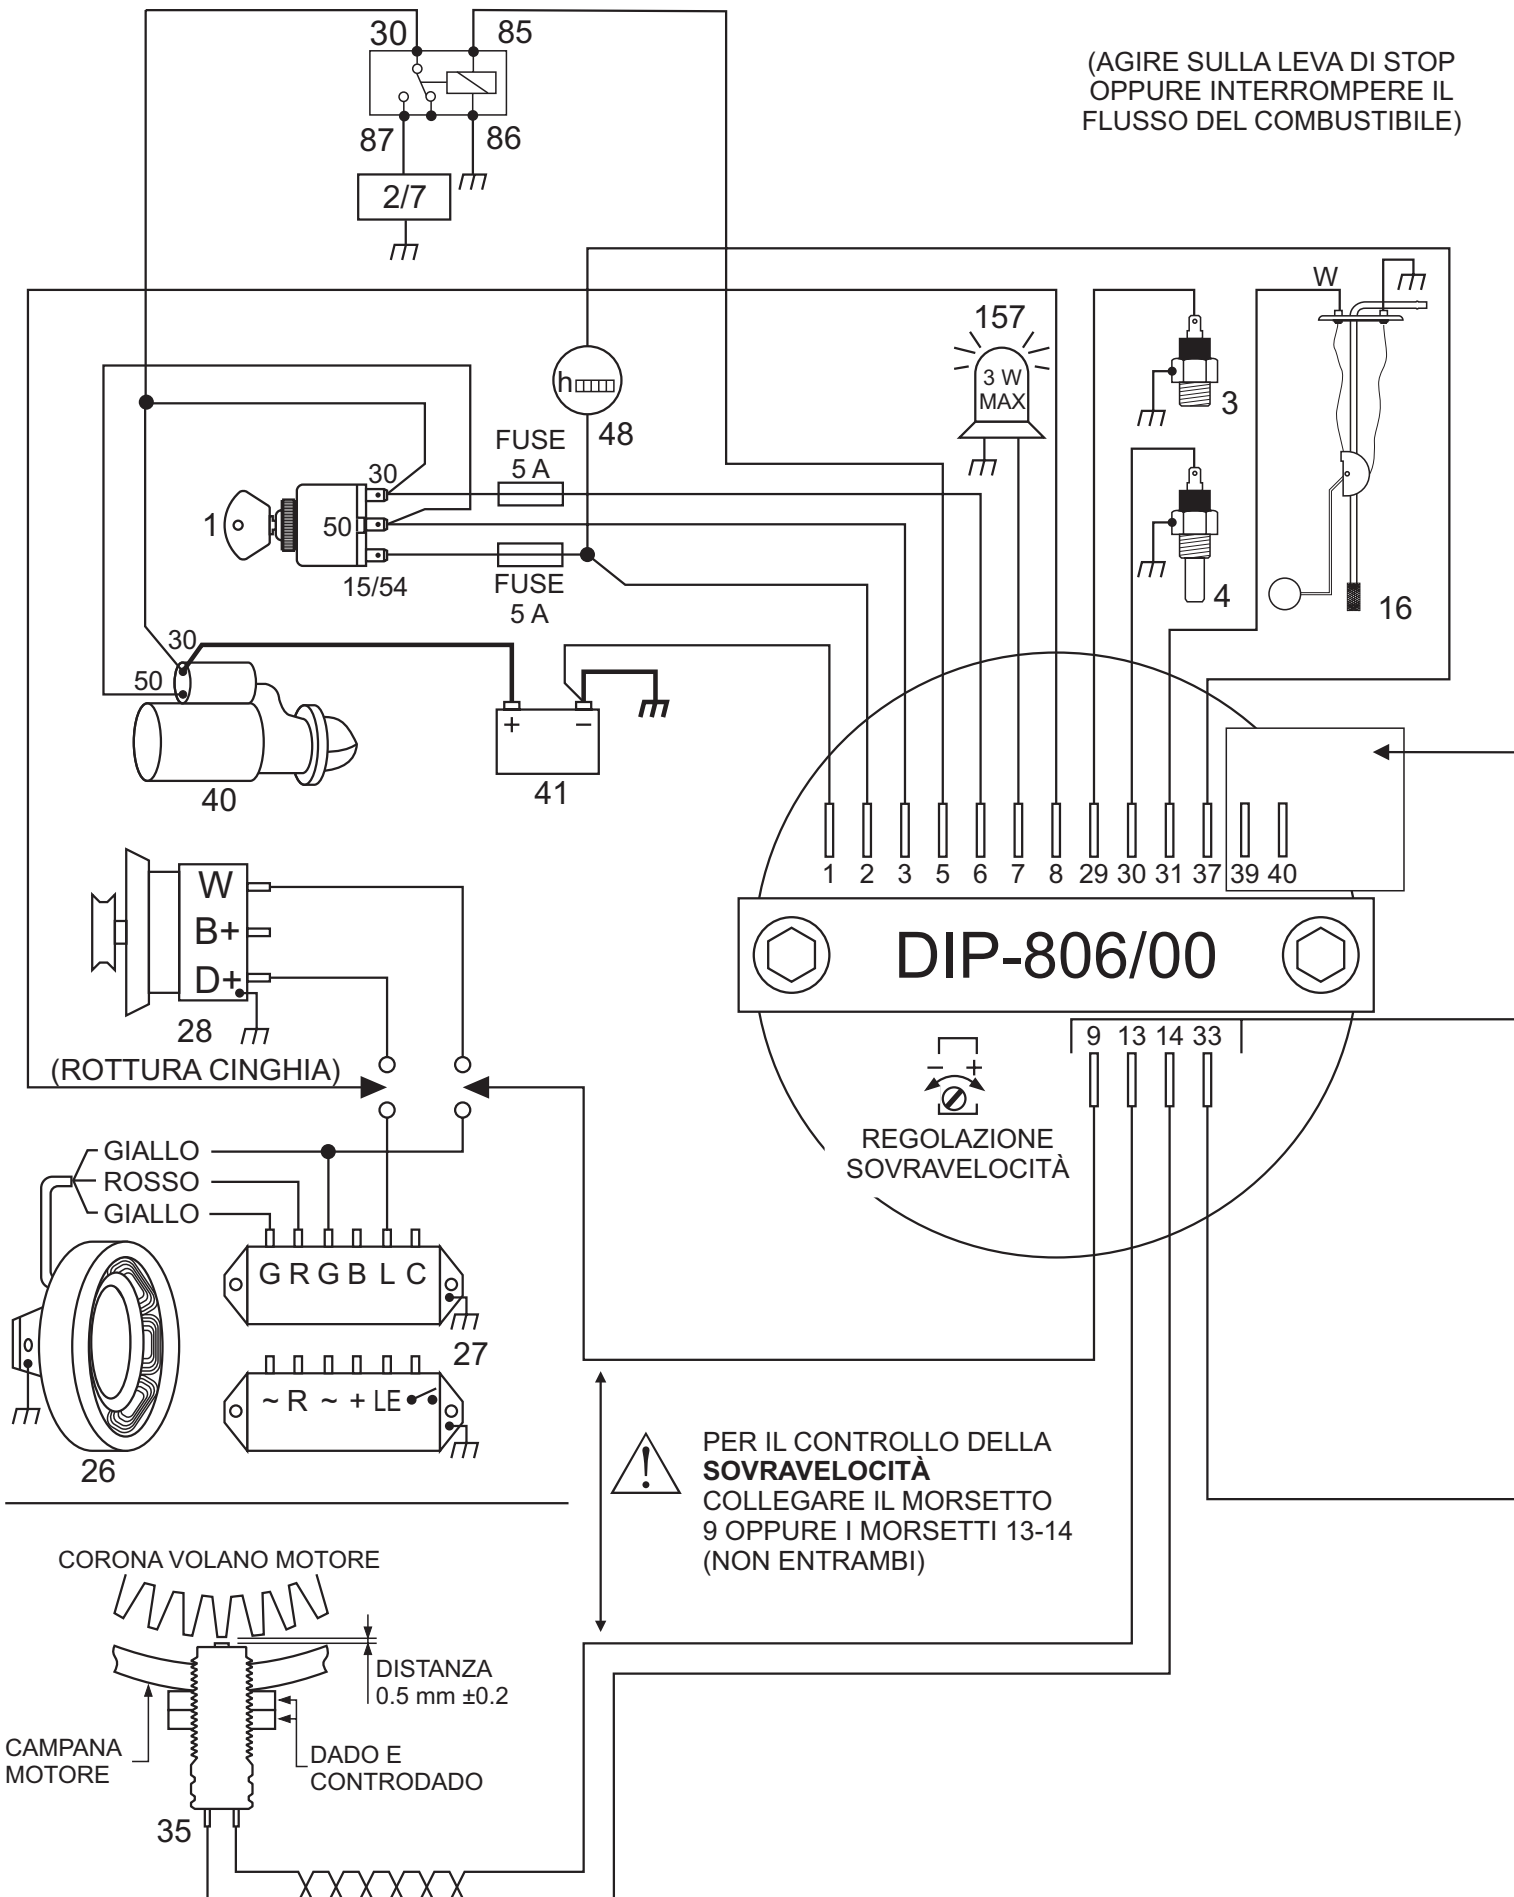 30
85
(AGIRE SULLA LEVA DI STOP
OPPURE INTERROMPERE IL
FLUSSO DEL COMBUSTIBILE)
87
86
2/7
W
157
3 W
MAX
3
h
48
FUSE
5 A
30
1
50
15/54
FUSE
5 A
4
16
30
50
+ −
40
41
1 2 3 5 6 7 8 29 30 31 37 39 40
W
B+
D+
28
DIP-806/00
(ROTTURA CINGHIA)
9 13 14 33
− +
REGOLAZIONE
SOVRAVELOCITÀ
GIALLO
ROSSO
GIALLO
G R G B L C
27
~ R ~ + LE
26
!
PER IL CONTROLLO DELLA
SOVRAVELOCITÀ
COLLEGARE IL MORSETTO
9 OPPURE I MORSETTI 13-14
(NON ENTRAMBI)
CORONA VOLANO MOTORE
DISTANZA
0.5 mm ±0.2
CAMPANA
MOTORE
DADO E
CONTRODADO
35